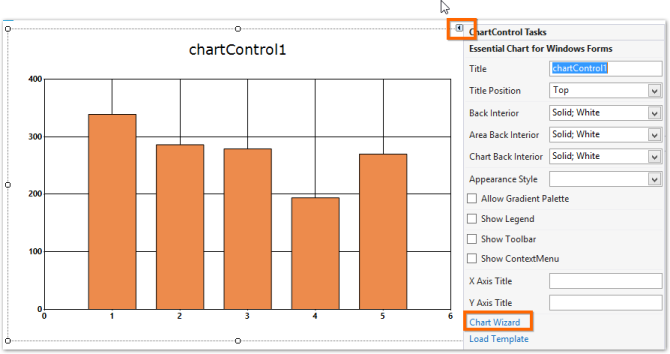 chartControl1
400
300
200
100
0
0 1 2 3 4 5 6
ChartControl Tasks
Essential Chart for Windows Forms
Title chartControl1
Title Position Top
Back Interior Solid; White
Area Back Interior Solid; White
Chart Back Interior Solid; White
Appearance Style
Allow Gradient Palette
Show Legend
Show Toolbar
Show ContextMenu
X Axis Title
Y Axis Title
Chart Wizard
Load Template